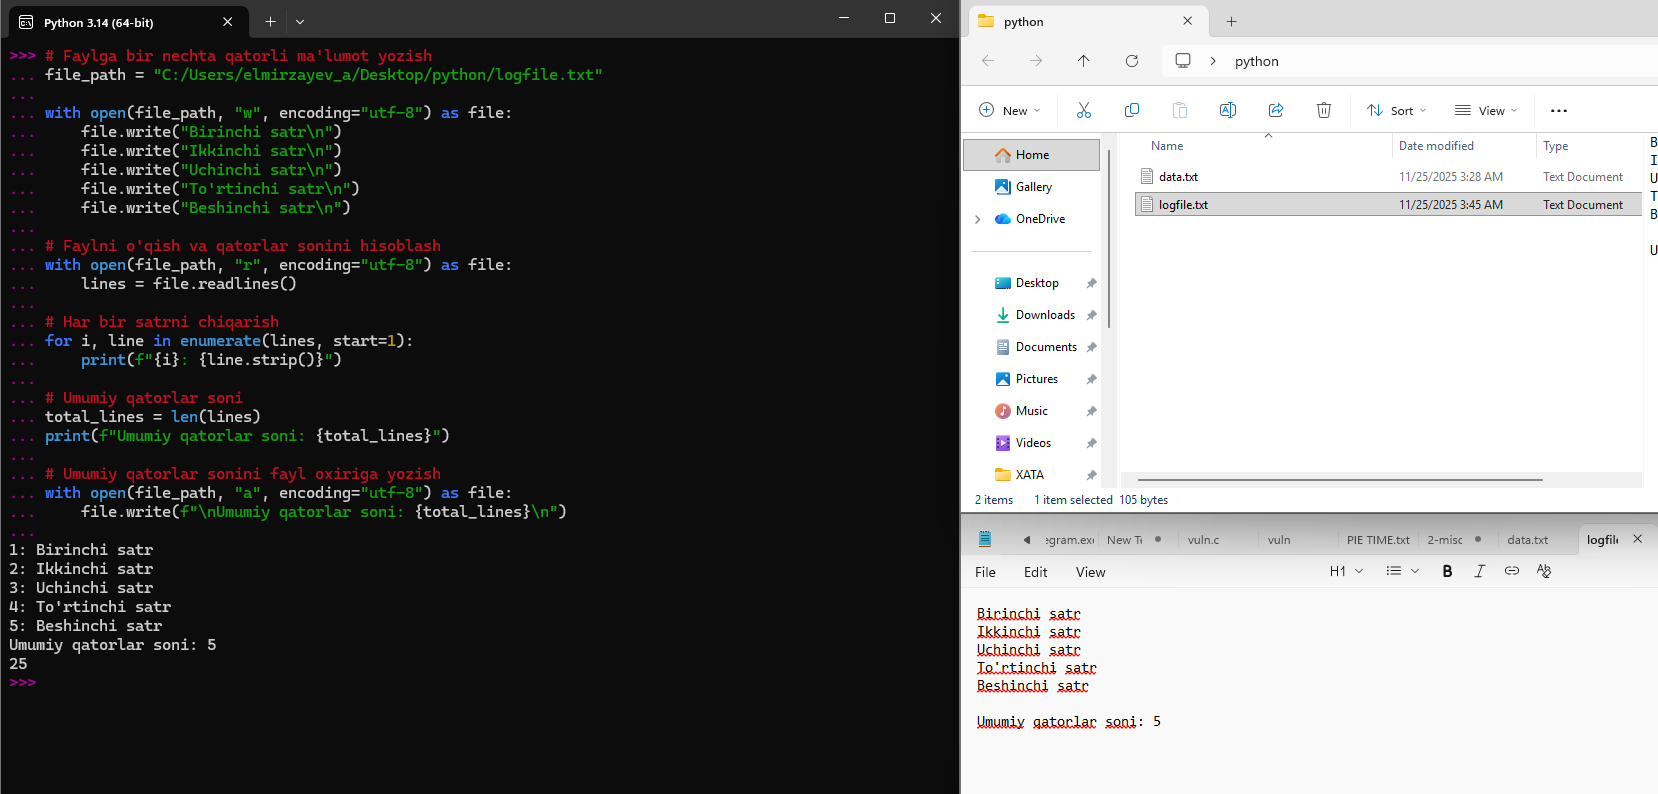 Python 3.14 (64-bit)
>>> # Faylga bir nechta qatorli ma'lumot yozish
... file_path = "C:/Users/elmirzayev_a/Desktop/python/logfile.txt"
...
... with open(file_path, "w", encoding="utf-8") as file:
...     file.write("Birinchi satr\n")
...     file.write("Ikkinchi satr\n")
...     file.write("Uchinchi satr\n")
...     file.write("To'rtinchi satr\n")
...     file.write("Beshinchi satr\n")
...
... # Faylni o'qish va qatorlar sonini hisoblash
... with open(file_path, "r", encoding="utf-8") as file:
...     lines = file.readlines()
...
... # Har bir satrni chiqarish
... for i, line in enumerate(lines, start=1):
...     print(f"{i}: {line.strip()}")
...
... # Umumiy qatorlar soni
... total_lines = len(lines)
... print(f"Umumiy qatorlar soni: {total_lines}")
...
... # Umumiy qatorlar sonini fayl oxiriga yozish
... with open(file_path, "a", encoding="utf-8") as file:
...     file.write(f"\nUmumiy qatorlar soni: {total_lines}\n")
...
1: Birinchi satr
2: Ikkinchi satr
3: Uchinchi satr
4: To'rtinchi satr
5: Beshinchi satr
Umumiy qatorlar soni: 5
25
>>>
python
python
New Sort View
Name Date modified Type
Home
Gallery
OneDrive
Desktop
Downloads
Documents
Pictures
Music
Videos
XATA
data.txt 11/25/2025 3:28 AM Text Document
logfile.txt 11/25/2025 3:45 AM Text Document
B
I
U
T
B
U
2 items 1 item selected 105 bytes
egram.exe New Te vuln.c vuln PIE TIME.txt 2-misc data.txt logfile
File Edit View H1 B I
Birinchi satr
Ikkinchi satr
Uchinchi satr
To'rtinchi satr
Beshinchi satr
Umumiy qatorlar soni: 5